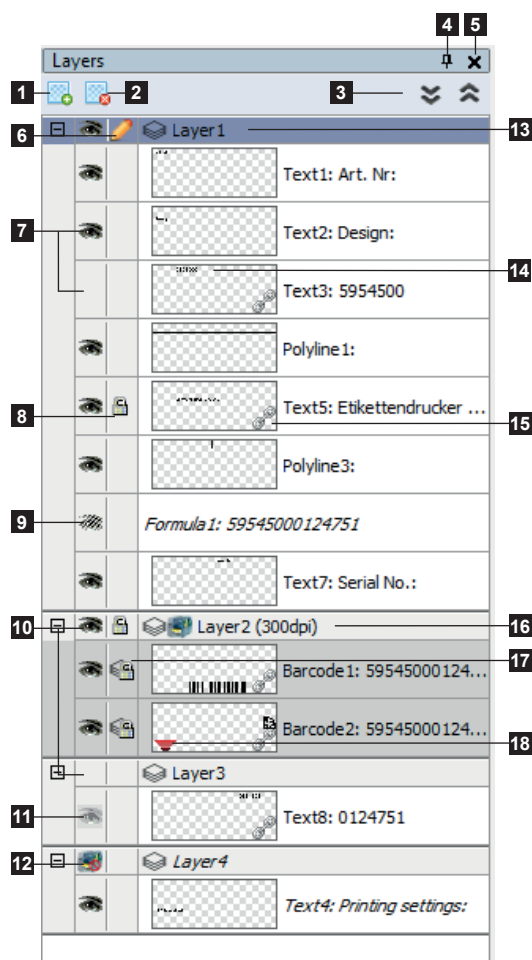 4 5
Layers
1 2 3
6 Layer1 13
Text1: Art. Nr:
7 Text2: Design:
14
Text3: 5954500
Polyline1:
8 Text5: Etikettendrucker ... 15
Polyline3:
9 Formula1: 59545000124751
Text7: Serial No.:
10 Layer2 (300dpi) 16
17
Barcode1: 59545000124...
Barcode2: 59545000124...
18
Layer3
11 Text8: 0124751
12 Layer4
Text4: Printing settings: